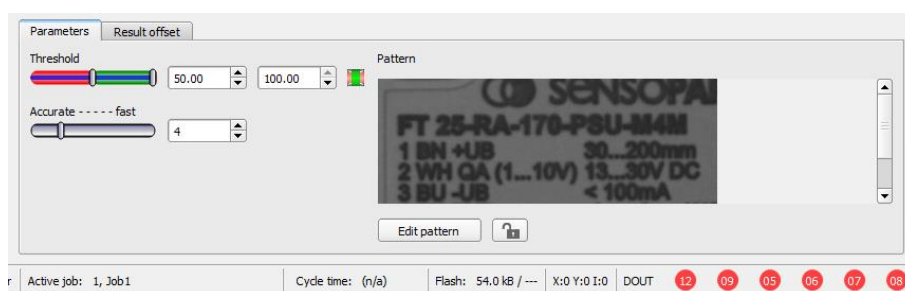 Parameters Result offset
Threshold
50.00 100.00
Accurate - - - - - fast
4
Pattern
SENSOPA
FT 25-RA-170-PSU-M4M
1 BN +UB 30...200mm
2 WH QA (1...10V) 13...30V DC
3 BU -UB < 100mA
Edit pattern
r Active job: 1, Job1 Cycle time: (n/a) Flash: 54.0 kB / --- X:0 Y:0 I:0 DOUT 12 09 05 06 07 08